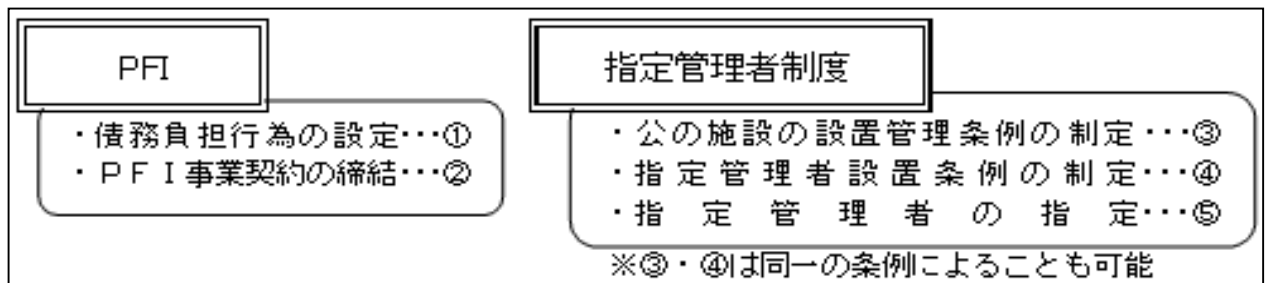 PFI
・債務負担行為の設定・・・①
・ＰＦＩ事業契約の締結・・・②
指定管理者制度
・公の施設の設置管理条例の制定・・・③
・指定管理者設置条例の制定・・・④
・指定管理者の指定・・・⑤
※③・④は同一の条例によることも可能